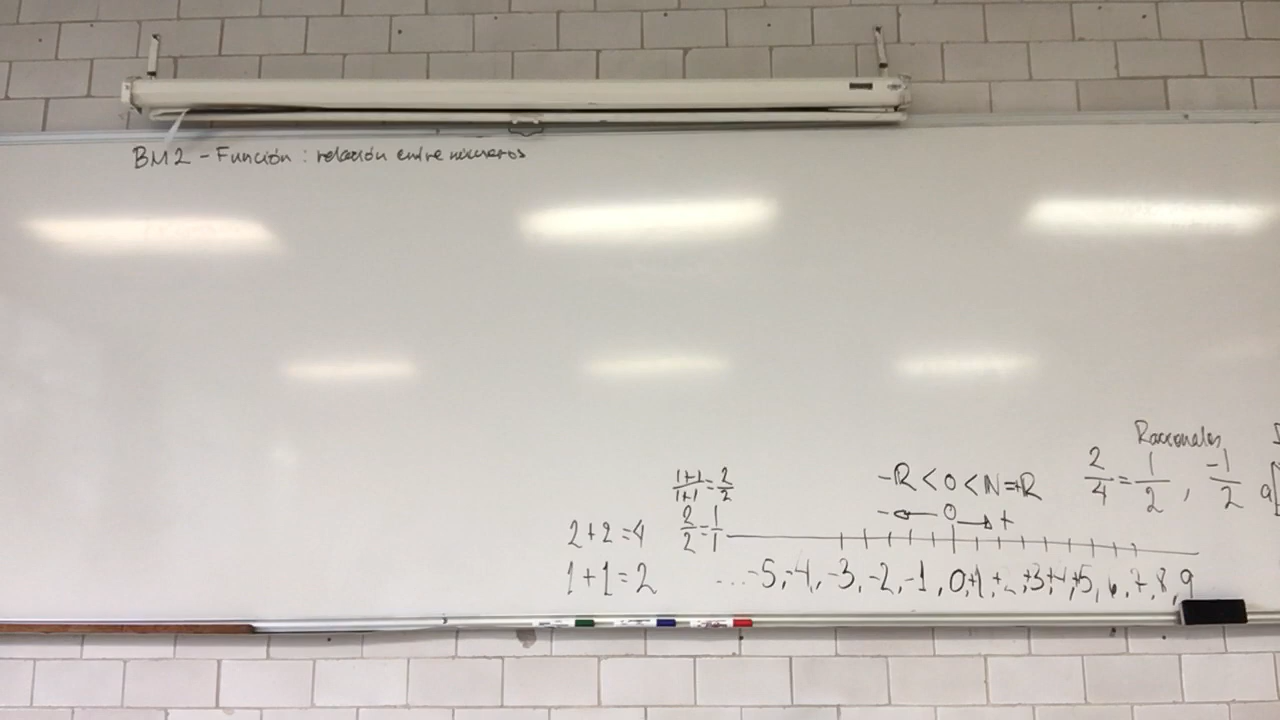 BM2 - Función : relación entre números
Racionales
1+1/1+1 = 2/2
-R < 0 < N = +R
2/4 = 1/2 , -1/2
2+2=4
2/2 = 1/1
- ← 0 → +
1+1=2
...-5,-4,-3,-2,-1,0,+1,+2,+3,+4,+5,6,7,8,9